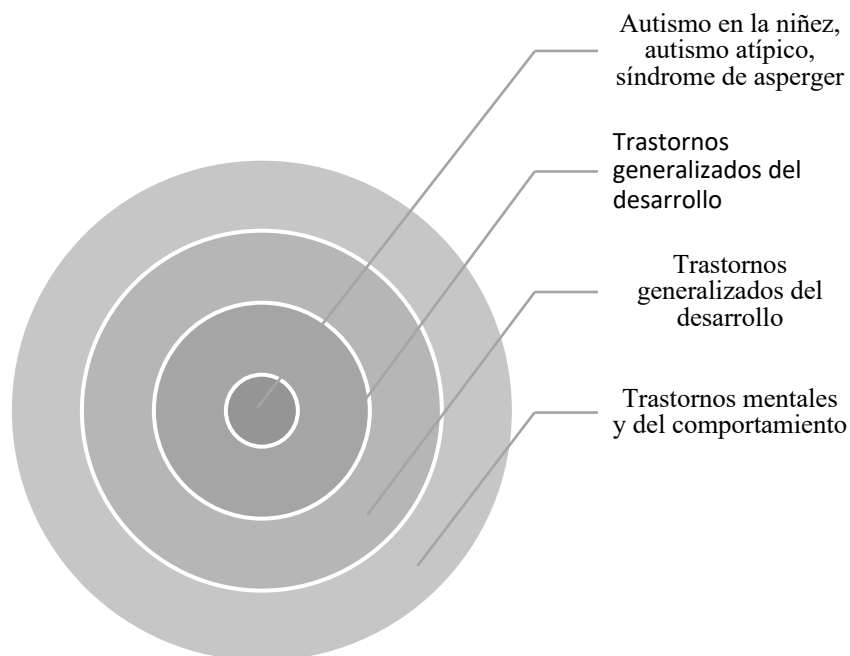 Autismo en la niñez,
autismo atípico,
síndrome de asperger
Trastornos
generalizados del
desarrollo
Trastornos
generalizados del
desarrollo
Trastornos mentales
y del comportamiento